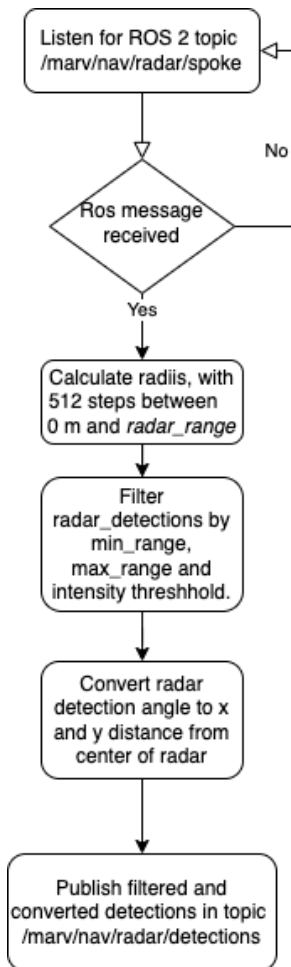 Listen for ROS 2 topic
/marv/nav/radar/spoke
No
Ros message
received
Yes
Calculate radiis, with
512 steps between
0 m and radar_range
Filter
radar_detections by
min_range,
max_range and
intensity threshhold.
Convert radar
detection angle to x
and y distance from
center of radar
Publish filtered and
converted detections in topic
/marv/nav/radar/detections